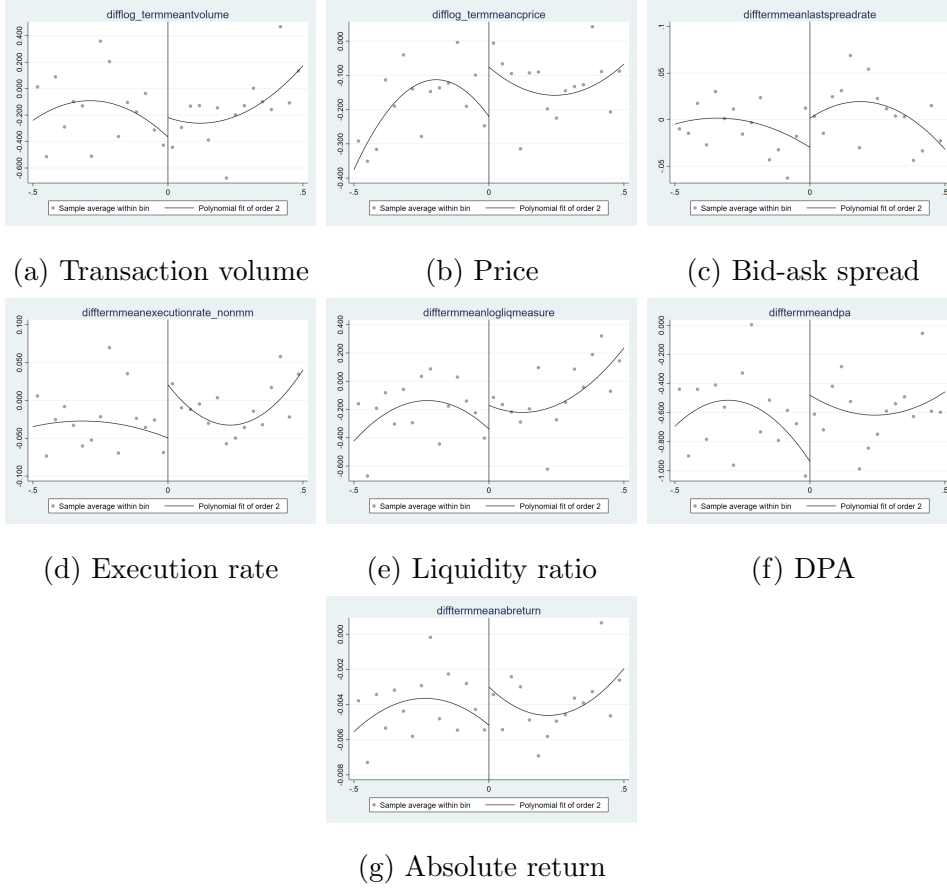 difflog_termmeantvolume
0.400
0.200
0.000
-0.200
-0.400
-0.600
-.5
0
.5
Sample average within bin
Polynomial fit of order 2
(a) Transaction volume
difflog_termmeancprice
0.000
-0.100
-0.200
-0.300
-0.400
-.5
0
.5
Sample average within bin
Polynomial fit of order 2
(b) Price
difftermmeanlastspreadrate
.1
.05
0
-.05
-.5
0
.5
Sample average within bin
Polynomial fit of order 2
(c) Bid-ask spread
difftermmeanexecutionrate_nonmm
0.100
0.050
0.000
-0.050
-0.100
-.5
0
.5
Sample average within bin
Polynomial fit of order 2
(d) Execution rate
difftermmeanlogliqmeasure
0.400
0.200
0.000
-0.200
-0.400
-0.600
-.5
0
.5
Sample average within bin
Polynomial fit of order 2
(e) Liquidity ratio
difftermmeandpa
0.000
-0.200
-0.400
-0.600
-0.800
-1.000
-.5
0
.5
Sample average within bin
Polynomial fit of order 2
(f) DPA
difftermmeanabreturn
0.000
-0.002
-0.004
-0.006
-0.008
-.5
0
.5
Sample average within bin
Polynomial fit of order 2
(g) Absolute return